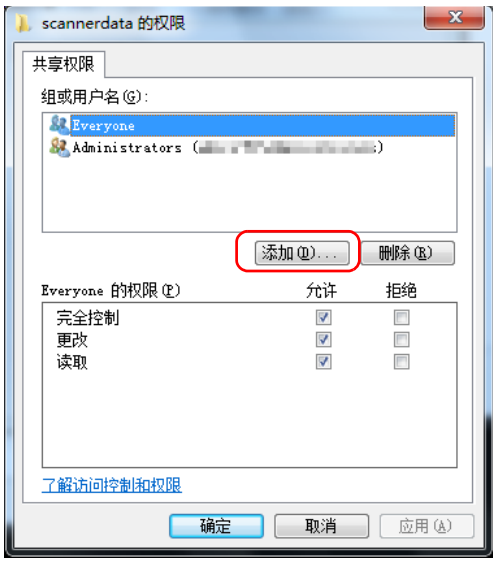 scannerdata 的权限
共享权限
组或用户名(G):
Everyone
Administrators (
:)
添加(D)...
删除(R)
Everyone 的权限(P)
允许
拒绝
完全控制
更改
读取
了解访问控制和权限
确定
取消
应用(A)